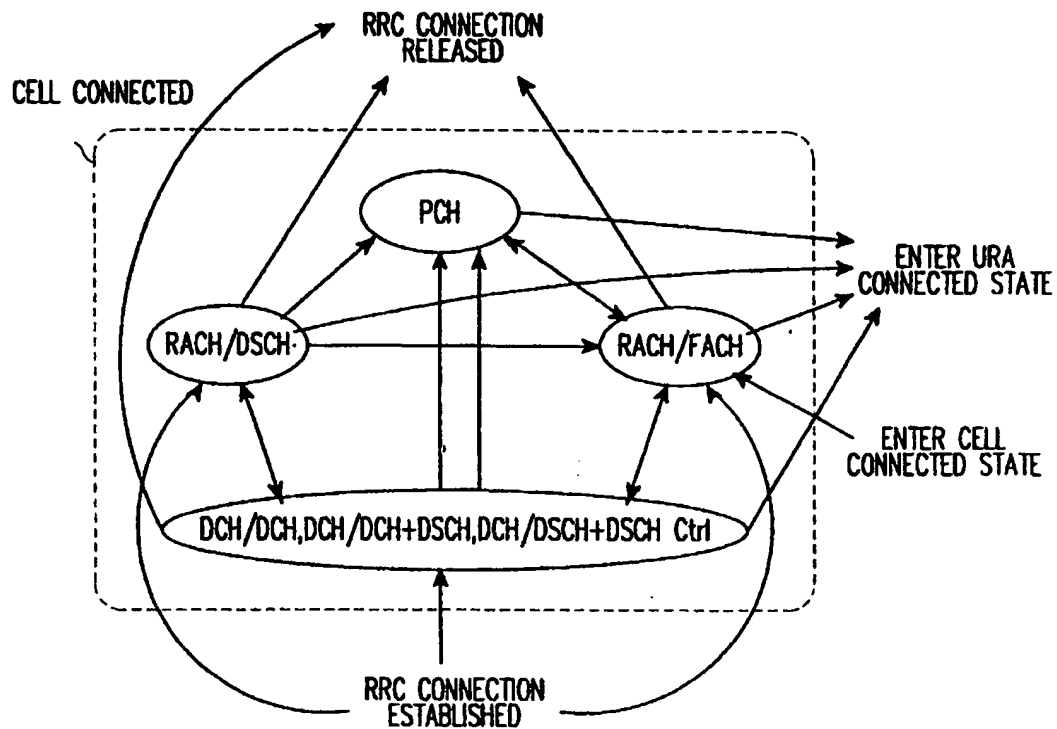 RRC CONNECTION
RELEASED
CELL CONNECTED
PCH
ENTER URA
CONNECTED STATE
RACH/DSCH
RACH/FACH
ENTER CELL
CONNECTED STATE
DCH/DCH,DCH/DCH+DSCH,DCH/DSCH+DSCH Ctrl
RRC CONNECTION
ESTABLISHED